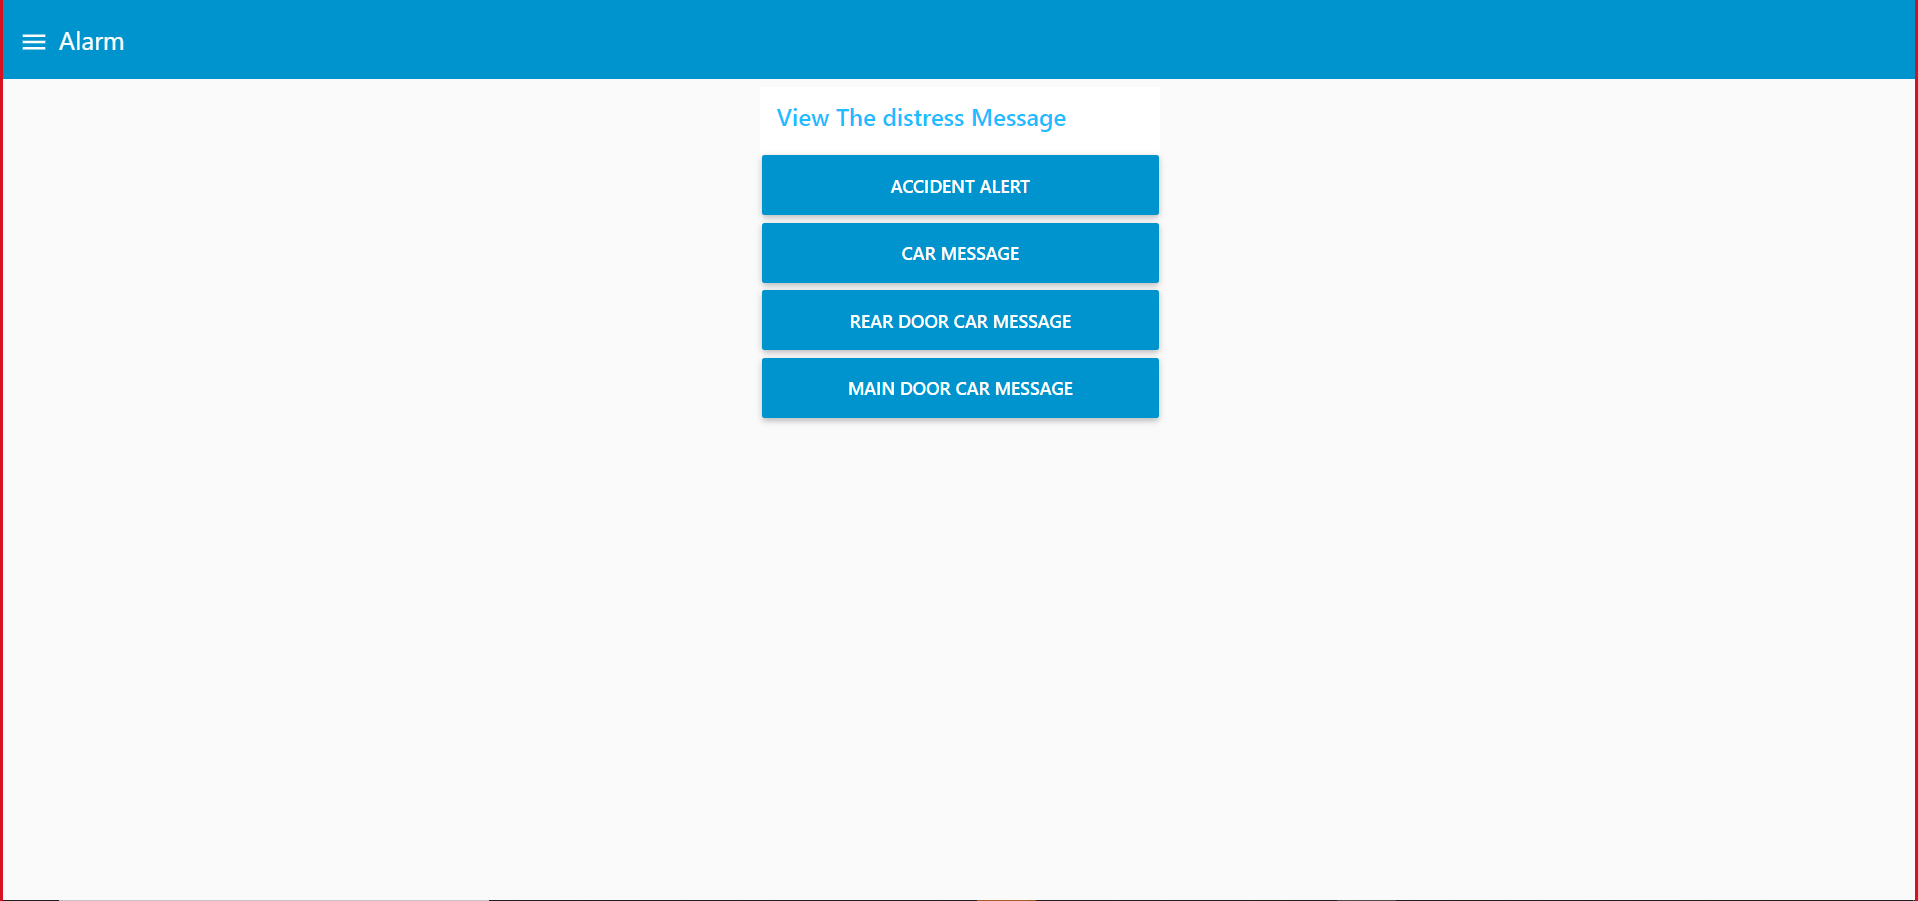 Alarm
View The distress Message
ACCIDENT ALERT
CAR MESSAGE
REAR DOOR CAR MESSAGE
MAIN DOOR CAR MESSAGE